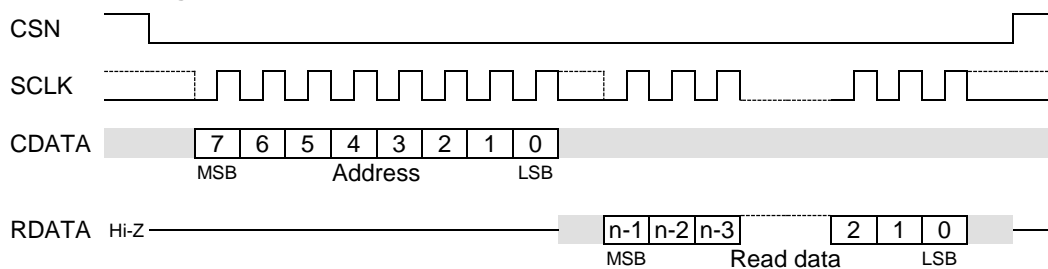 CSN
SCLK
CDATA 7 6 5 4 3 2 1 0
MSB Address LSB
RDATA Hi-Z n-1 n-2 n-3 2 1 0
MSB Read data LSB